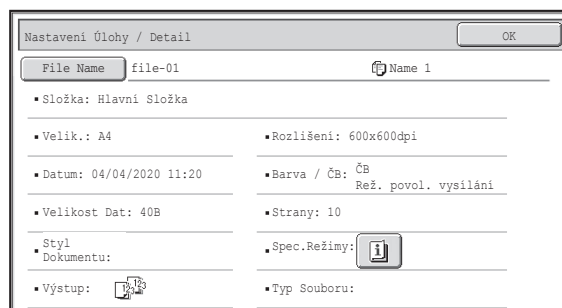 Nastavení Úlohy / Detail
OK
File Name
file-01
Name 1
Složka: Hlavní Složka
Velik.: A4
Rozlišení: 600x600dpi
Datum: 04/04/2020 11:20
Barva / ČB: ČB
Rež. povol. vysílání
Velikost Dat: 40B
Strany: 10
Styl
Dokumentu:
Spec.Režimy:
Výstup:
Typ Souboru: